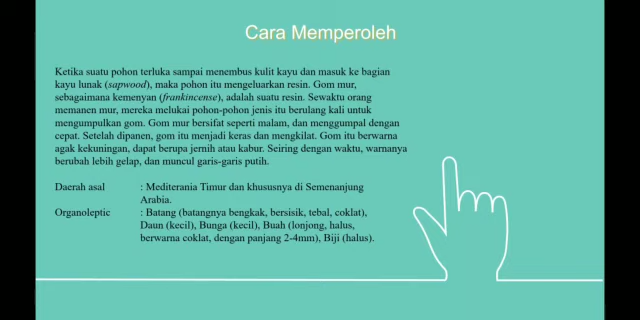 Cara Memperoleh
Ketika suatu pohon terluka sampai menembus kulit kayu dan masuk ke bagian
kayu lunak (sapwood), maka pohon itu mengeluarkan resin. Gom mur,
sebagaimana kemenyan (frankincense), adalah suatu resin. Sewaktu orang
memanen mur, mereka melukai pohon-pohon jenis itu berulang kali untuk
mengumpulkan gom. Gom mur bersifat seperti malam, dan menggumpal dengan
cepat. Setelah dipanen, gom itu menjadi keras dan mengkilat. Gom itu berwarna
agak kekuningan, dapat berupa jernih atau kabur. Seiring dengan waktu, warnanya
berubah lebih gelap, dan muncul garis-garis putih.
Daerah asal : Mediterania Timur dan khususnya di Semenanjung
Arabia.
Organoleptic : Batang (batangnya bengkak, bersisik, tebal, coklat),
Daun (kecil), Bunga (kecil), Buah (lonjong, halus,
berwarna coklat, dengan panjang 2-4mm), Biji (halus).